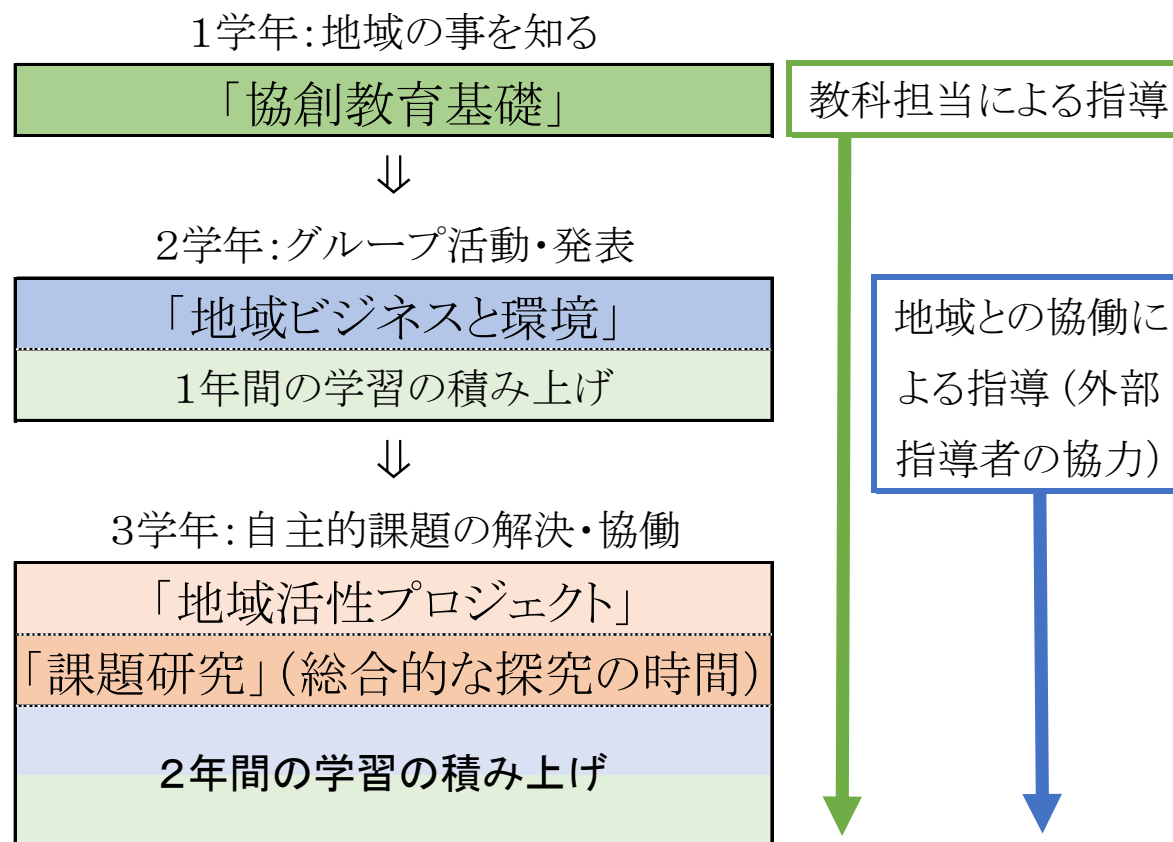 1学年：地域の事を知る
「協創教育基礎」
教科担当による指導
⇓
2学年：グループ活動・発表
「地域ビジネスと環境」
1年間の学習の積み上げ
地域との協働に
よる指導（外部
指導者の協力）
⇓
3学年：自主的課題の解決・協働
「地域活性プロジェクト」
「課題研究」（総合的な探究の時間）
2年間の学習の積み上げ